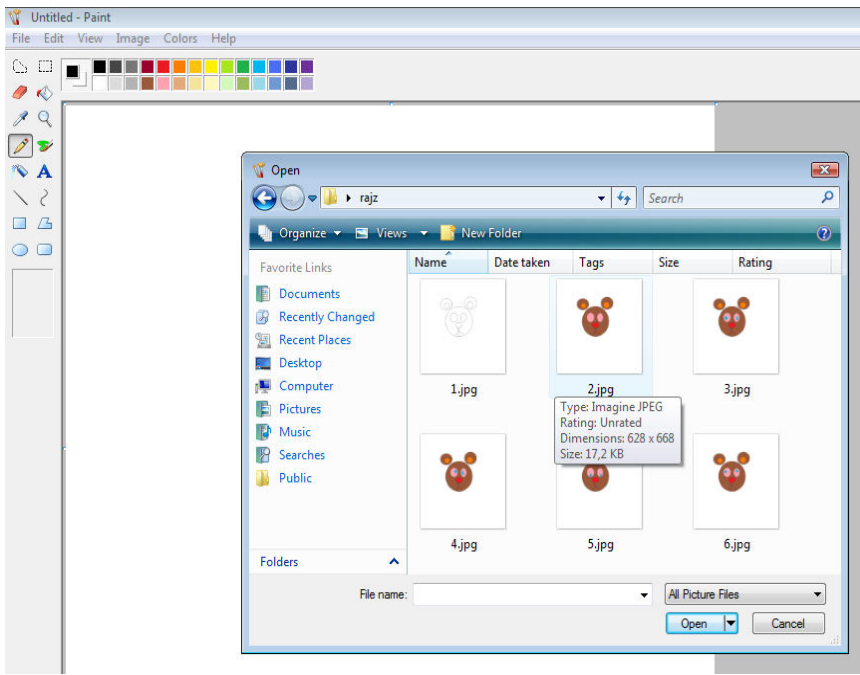 Untitled - Paint
File Edit View Image Colors Help
A
Open
rajz
Search
Organize Views New Folder
Favorite Links
Documents
Recently Changed
Recent Places
Desktop
Computer
Pictures
Music
Searches
Public
Folders
Name Date taken Tags Size Rating
1.jpg 2.jpg 3.jpg
Type: Imagine JPEG
Rating: Unrated
Dimensions: 628 x 668
Size: 17,2 KB
4.jpg 5.jpg 6.jpg
File name: All Picture Files
Open Cancel